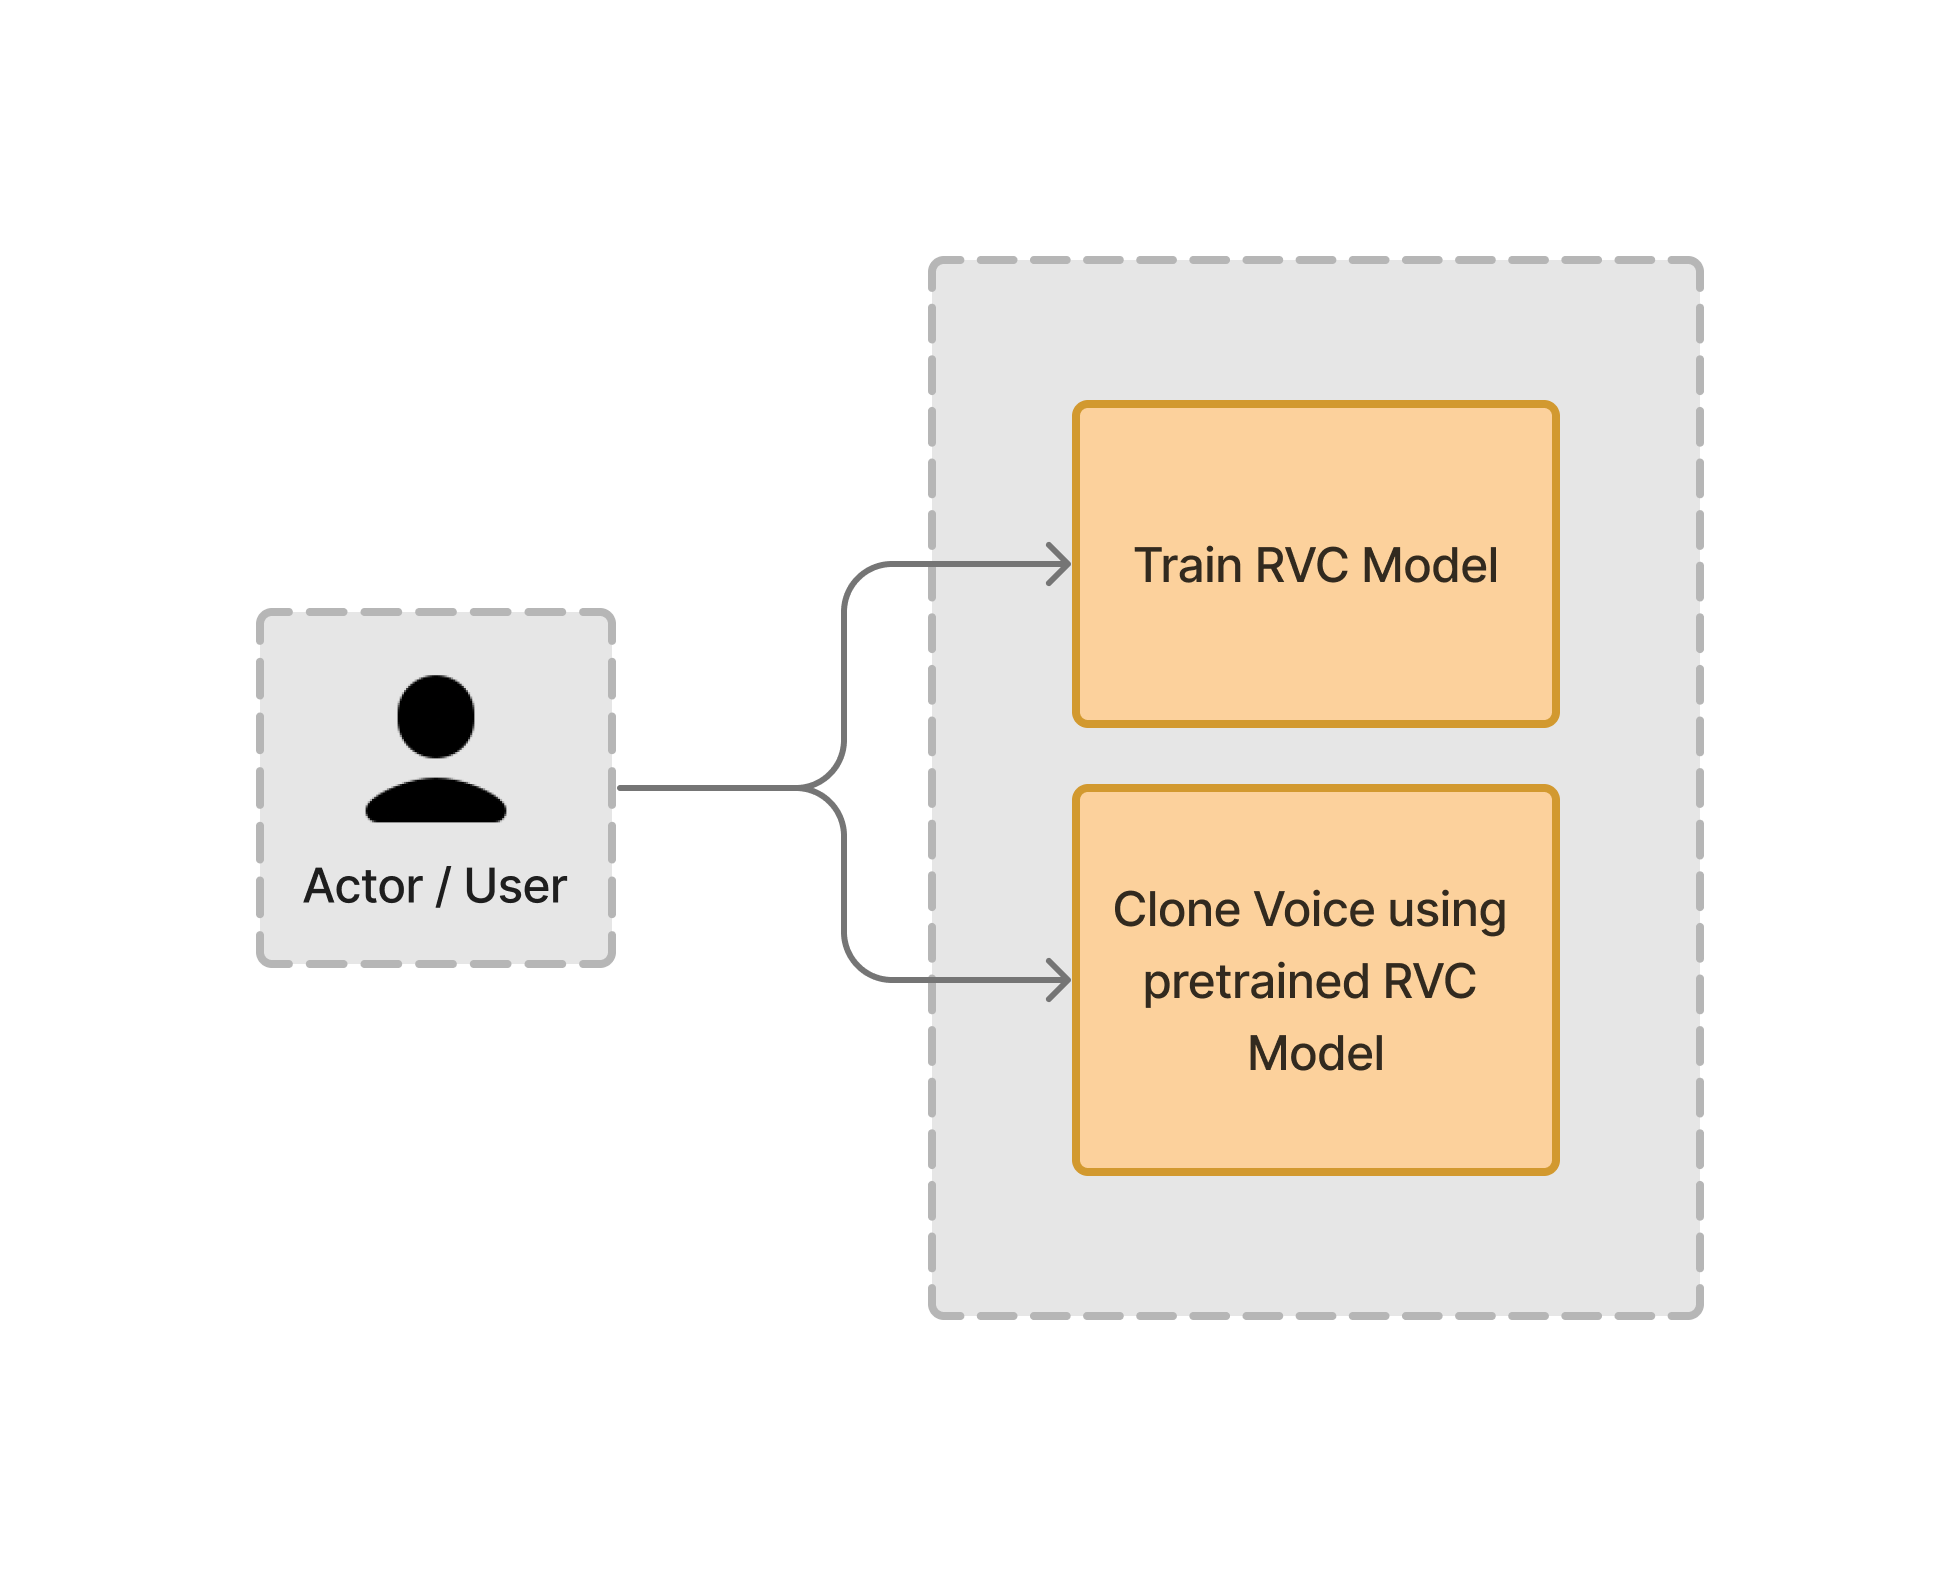 Actor / User
Train RVC Model
Clone Voice using
pretrained RVC
Model